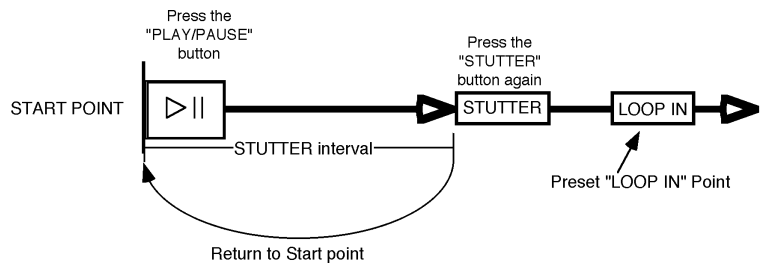 Press the
"PLAY/PAUSE"
button
Press the
"STUTTER"
button again
START POINT
STUTTER
LOOP IN
STUTTER interval
Preset "LOOP IN" Point
Return to Start point